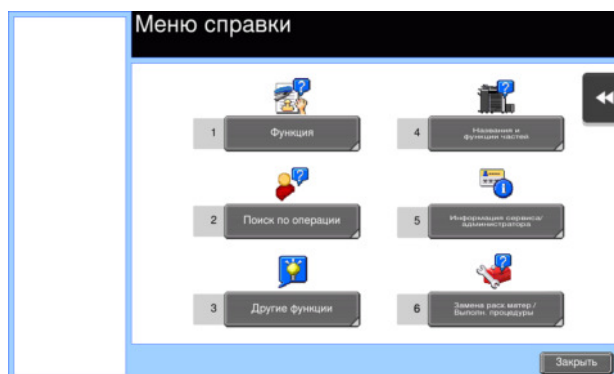 Меню справки
1 Функция
4 Названия и
функции частей
2 Поиск по операции
5 Информация сервиса/
администратора
3 Другие функции
6 Замена расх.матер./
Выполн. процедуры
Закрыть